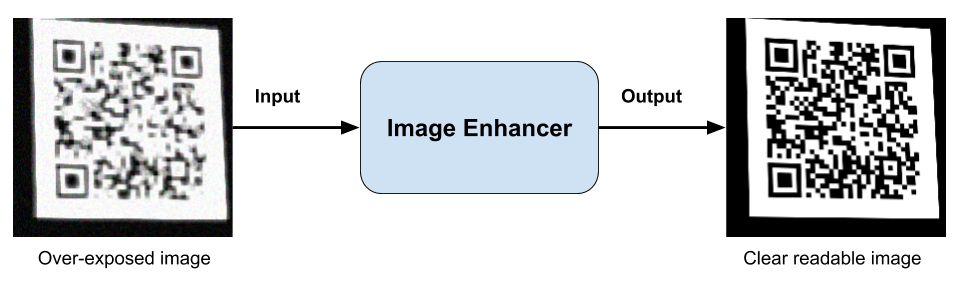 Input
Image Enhancer
Output
Over-exposed image
Clear readable image